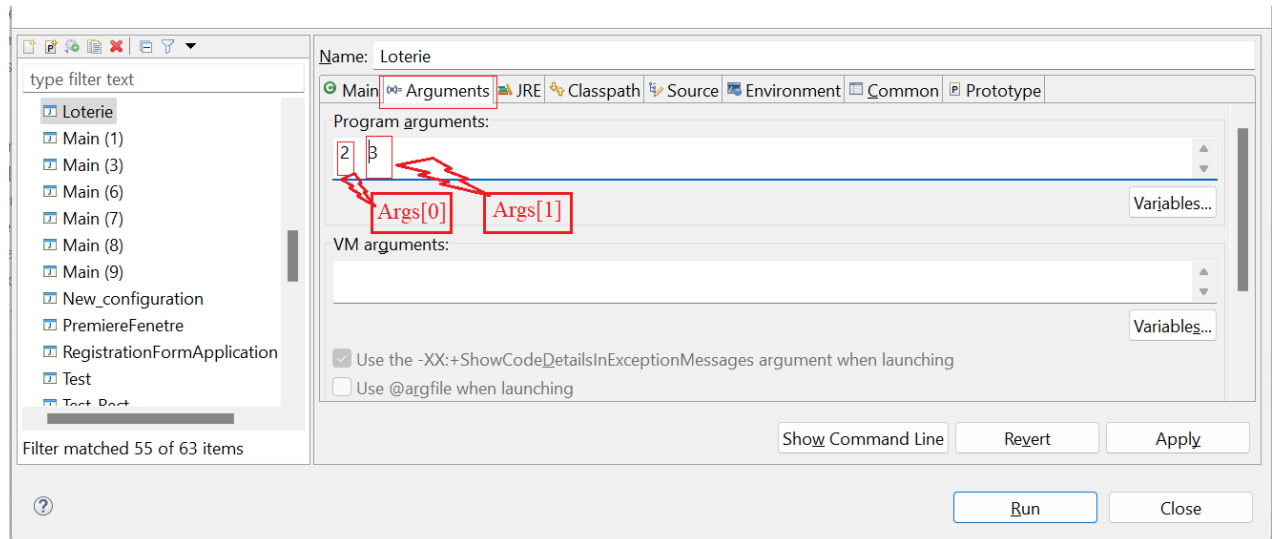 type filter text
Loterie
Main (1)
Main (3)
Main (6)
Main (7)
Main (8)
Main (9)
New_configuration
PremiereFenetre
RegistrationFormApplication
Test
Test_Rect
Filter matched 55 of 63 items
Name: Loterie
Main (x)= Arguments JRE Classpath Source Environment Common Prototype
Program arguments:
2 3
Args[0] Args[1]
Variables...
VM arguments:
Variables...
Use the -XX:+ShowCodeDetailsInExceptionMessages argument when launching
Use @argfile when launching
Show Command Line Revert Apply
Run Close